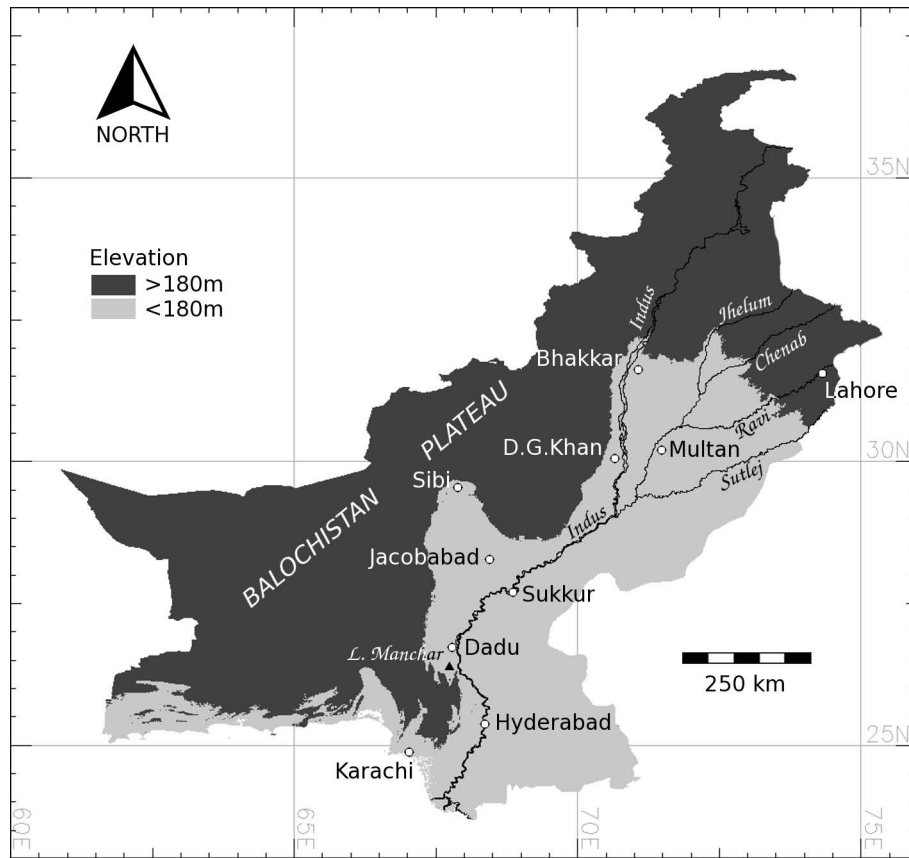 NORTH
35N
Elevation
>180m
<180m
Indus
Jhelum
Chenab
Bhakkar
Lahore
PLATEAU
Ravi
D.G.Khan
Multan
30N
Sutlej
Sibi
BALOCHISTAN
Indus
Jacobabad
Sukkur
Dadu
L. Manchar
250 km
Hyderabad
25N
Karachi
60E
65E
70E
75E